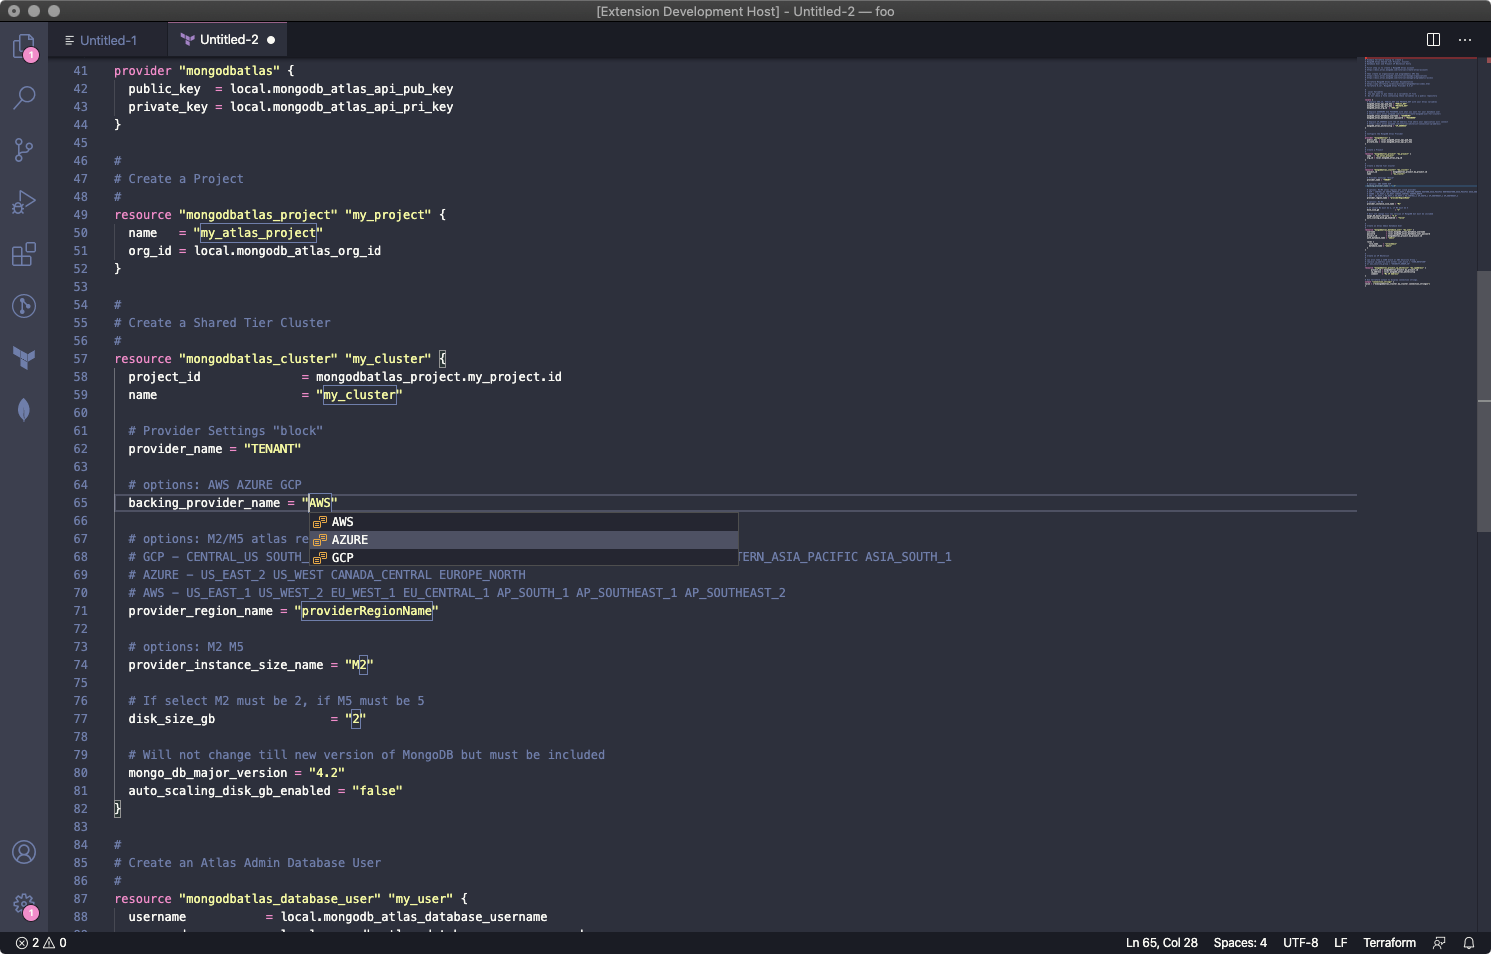 [Extension Development Host] - Untitled-2 — foo
Untitled-1
Untitled-2
1
41 provider "mongodbatlas" {
42   public_key  = local.mongodb_atlas_api_pub_key
43   private_key = local.mongodb_atlas_api_pri_key
44 }
45
46 #
47 # Create a Project
48 #
49 resource "mongodbatlas_project" "my_project" {
50   name   = "my_atlas_project"
51   org_id = local.mongodb_atlas_org_id
52 }
53
54 #
55 # Create a Shared Tier Cluster
56 #
57 resource "mongodbatlas_cluster" "my_cluster" {
58   project_id              = mongodbatlas_project.my_project.id
59   name                    = "my_cluster"
60
61   # Provider Settings "block"
62   provider_name = "TENANT"
63
64   # options: AWS AZURE GCP
65   backing_provider_name = "AWS"
66 AWS
67   # options: M2/M5 atlas re AZURE
68   # GCP - CENTRAL_US SOUTH_ GCP TERN_ASIA_PACIFIC ASIA_SOUTH_1
69   # AZURE - US_EAST_2 US_WEST CANADA_CENTRAL EUROPE_NORTH
70   # AWS - US_EAST_1 US_WEST_2 EU_WEST_1 EU_CENTRAL_1 AP_SOUTH_1 AP_SOUTHEAST_1 AP_SOUTHEAST_2
71   provider_region_name = "providerRegionName"
72
73   # options: M2 M5
74   provider_instance_size_name = "M2"
75
76   # If select M2 must be 2, if M5 must be 5
77   disk_size_gb                = "2"
78
79   # Will not change till new version of MongoDB but must be included
80   mongo_db_major_version = "4.2"
81   auto_scaling_disk_gb_enabled = "false"
82 }
83
84 #
85 # Create an Atlas Admin Database User
86 #
87 resource "mongodbatlas_database_user" "my_user" {
88   username           = local.mongodb_atlas_database_username
1
2 0
Ln 65, Col 28 Spaces: 4 UTF-8 LF Terraform